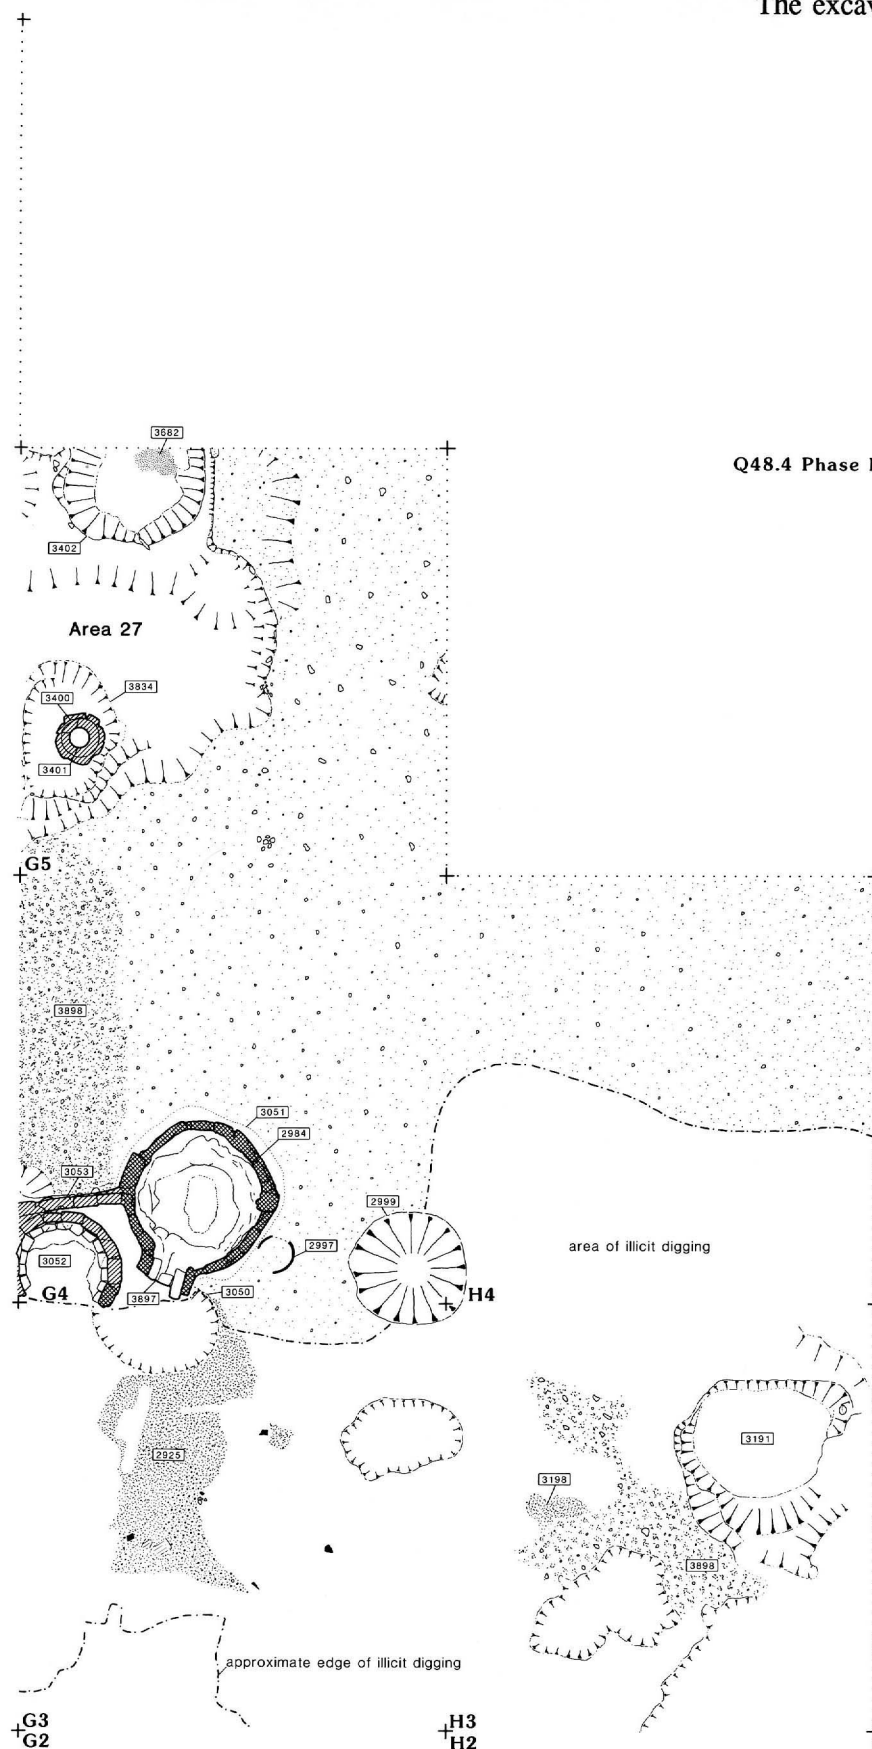 The excav
3682
Q48.4 Phase
3402
Area 27
3834
3400
3401
G5
3898
3051
2984
3053
2999
2997
area of illicit digging
3052
3050
G4
3897
H4
3191
2925
3198
3898
approximate edge of illicit digging
G3
H3
G2
H2